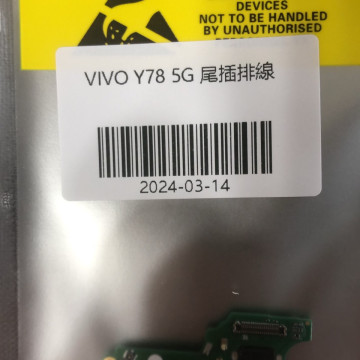 DEVICES
NOT TO BE HANDLED
BY UNAUTHORISED
VIVO Y78 5G 尾插排線
2024-03-14